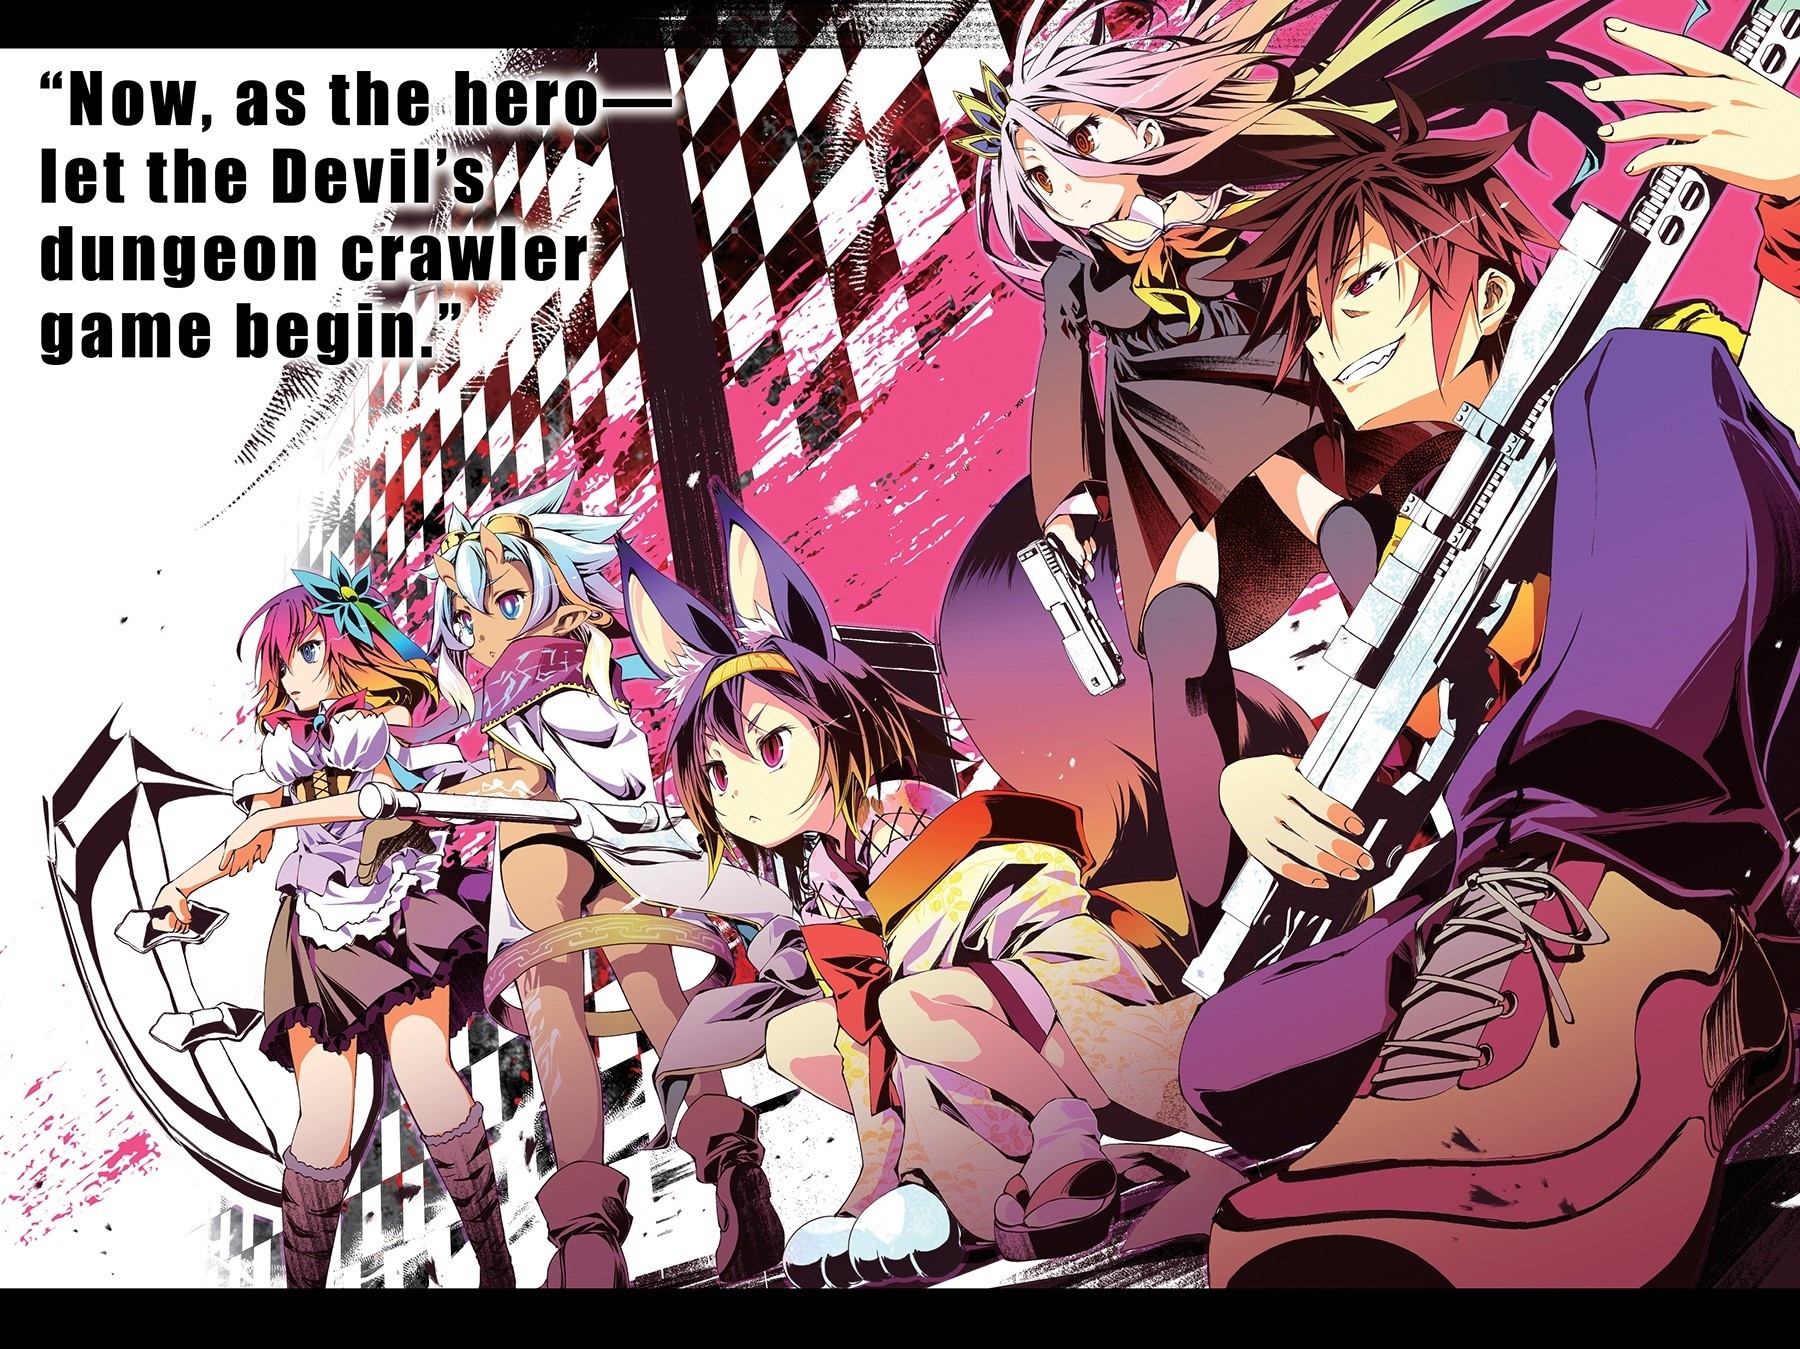 “Now, as the hero—
let the Devil’s
dungeon crawler
game begin.”